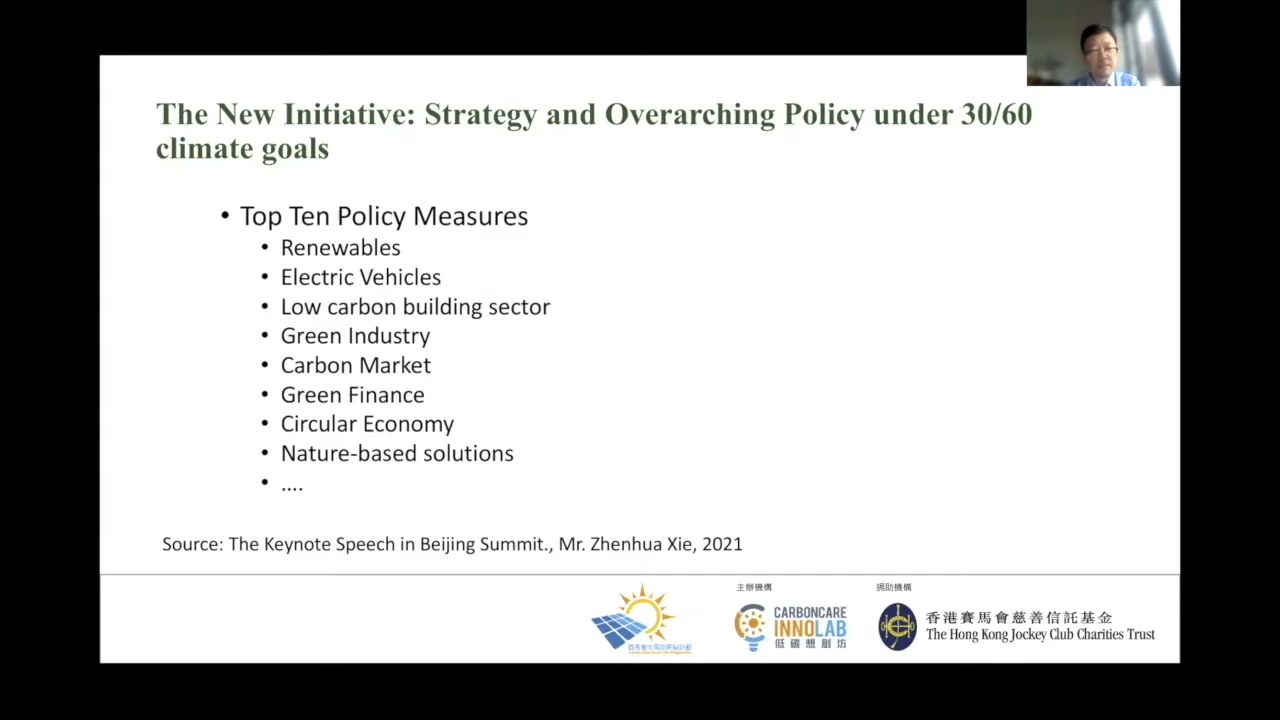 The New Initiative: Strategy and Overarching Policy under 30/60
climate goals
• Top Ten Policy Measures
• Renewables
• Electric Vehicles
• Low carbon building sector
• Green Industry
• Carbon Market
• Green Finance
• Circular Economy
• Nature-based solutions
• ....
Source: The Keynote Speech in Beijing Summit., Mr. Zhenhua Xie, 2021
主辦機構
CARBONCARE
INNOLAB
低碳想創坊
捐助機構
香港賽馬會慈善信託基金
The Hong Kong Jockey Club Charities Trust